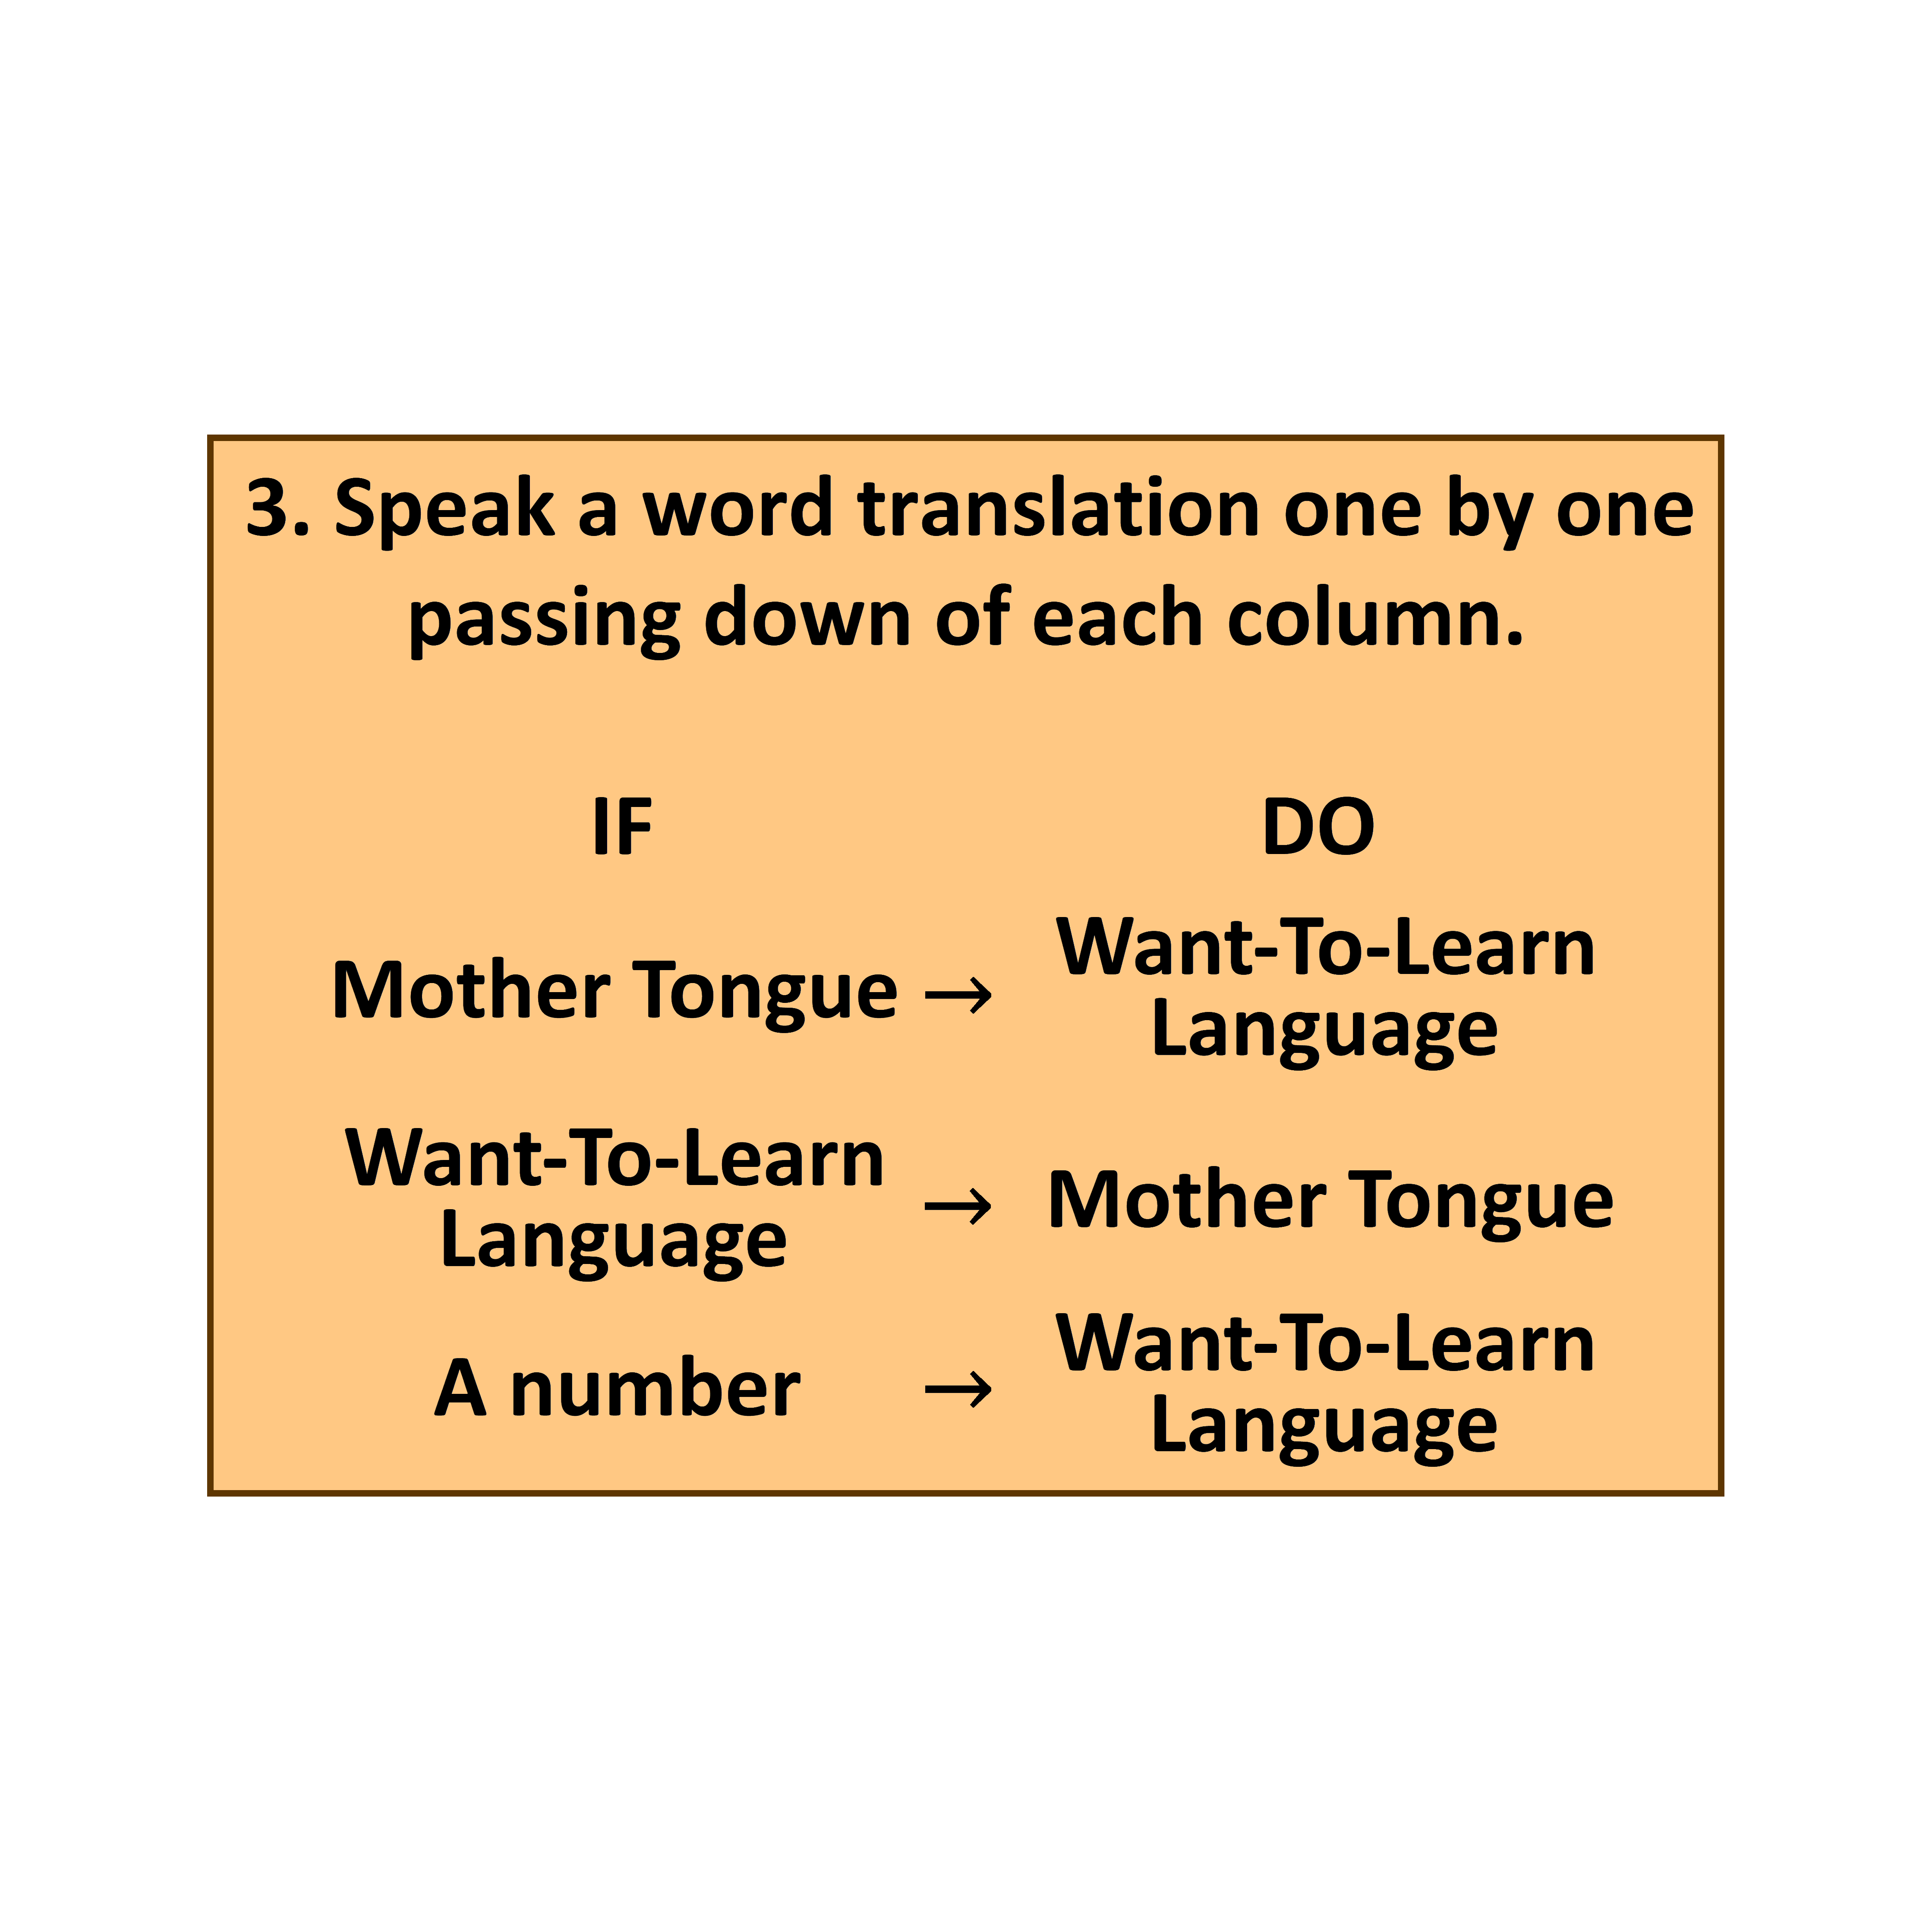 3. Speak a word translation one by one
passing down of each column.
IF
DO
Mother Tongue →
Want-To-Learn
Language
Want-To-Learn
Language
→ Mother Tongue
A number →
Want-To-Learn
Language